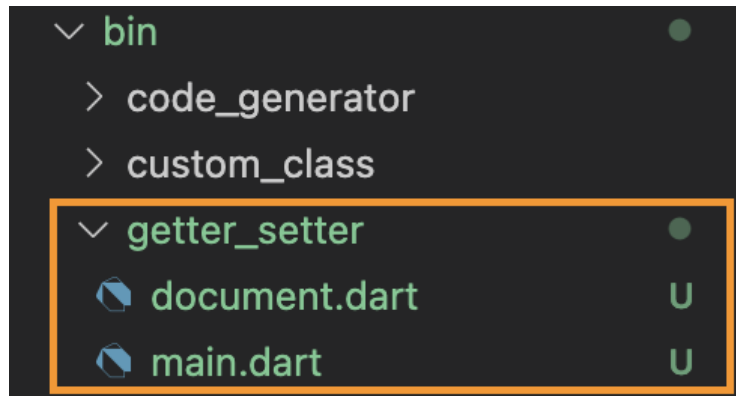 bin
code_generator
custom_class
getter_setter
document.dart U
main.dart U